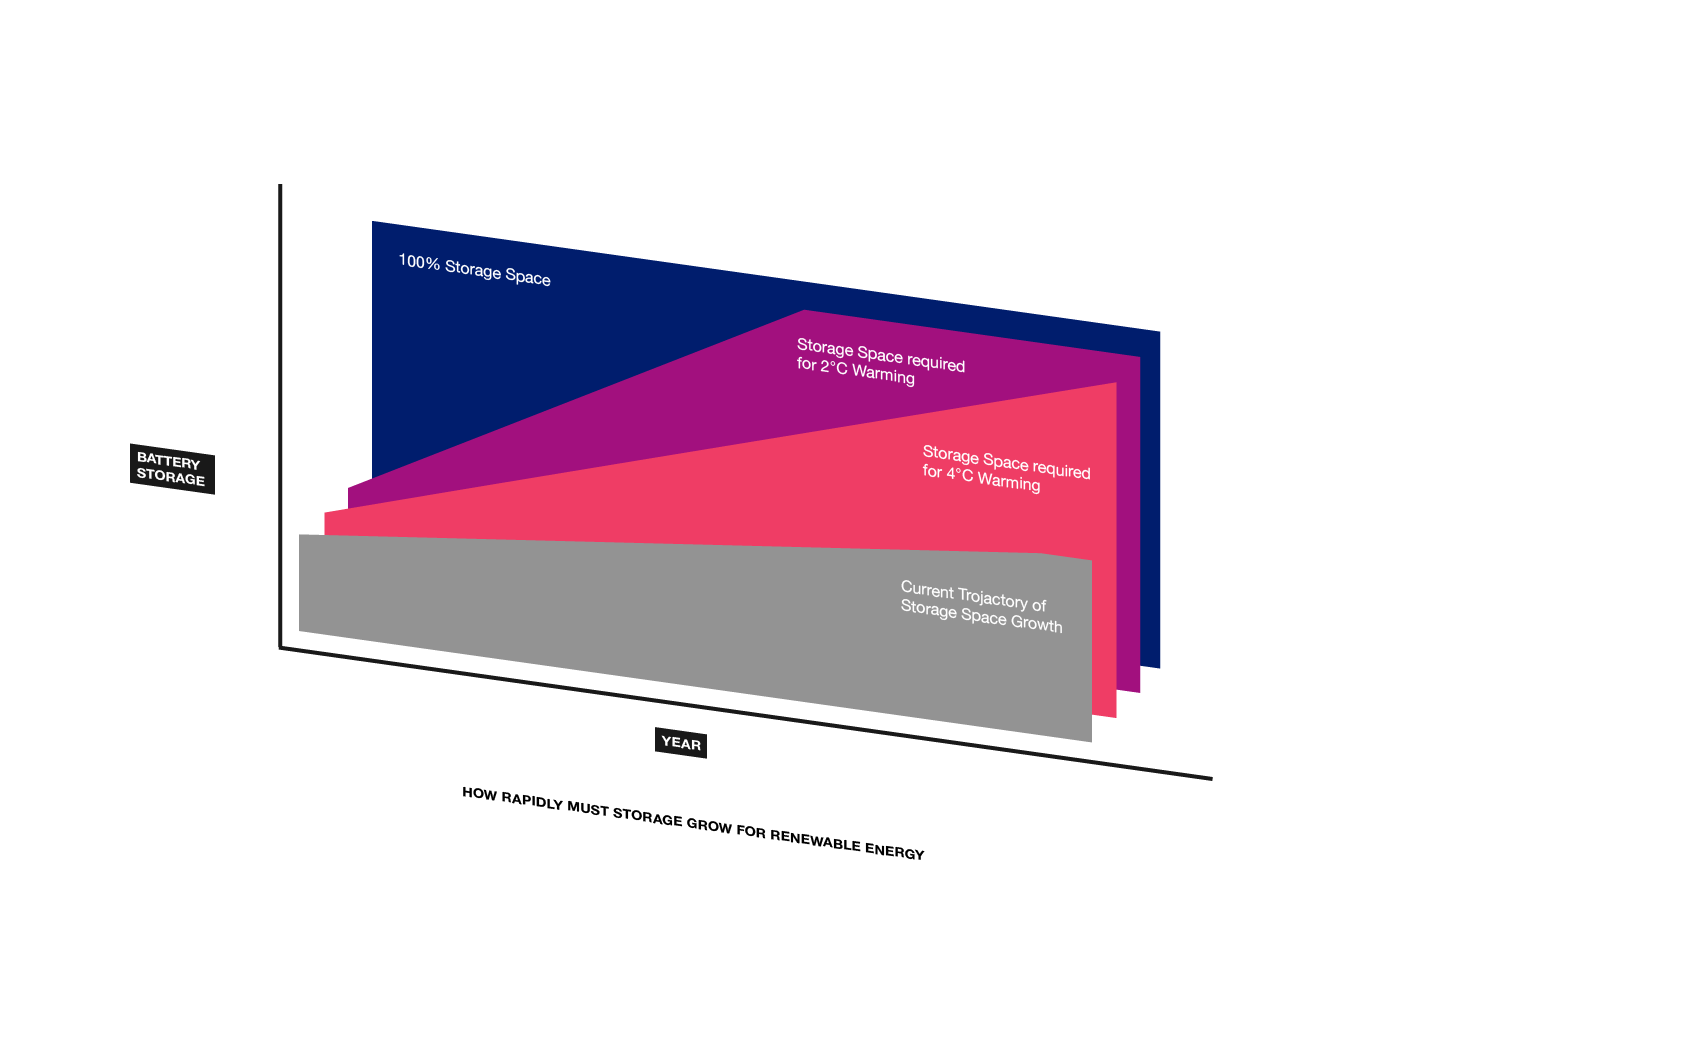 100% Storage Space
Storage Space required
for 2°C Warming
Storage Space required
for 4°C Warming
BATTERY
STORAGE
Current Trojactory of
Storage Space Growth
YEAR
HOW RAPIDLY MUST STORAGE GROW FOR RENEWABLE ENERGY